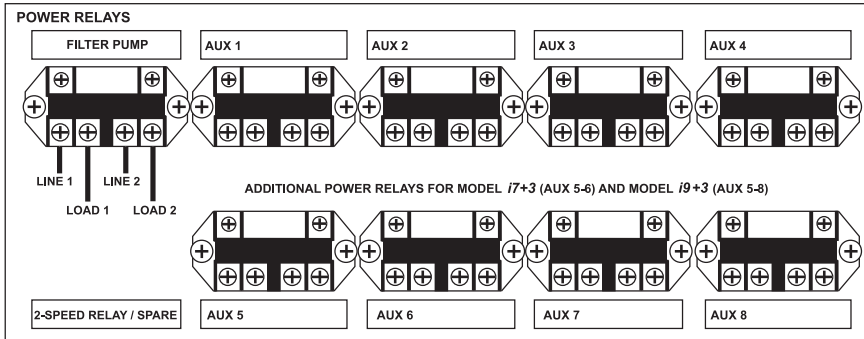 POWER RELAYS
FILTER PUMP
AUX 1
AUX 2
AUX 3
AUX 4
LINE 1
LINE 2
LOAD 1
LOAD 2
ADDITIONAL POWER RELAYS FOR MODEL i7+3 (AUX 5-6) AND MODEL i9+3 (AUX 5-8)
2-SPEED RELAY / SPARE
AUX 5
AUX 6
AUX 7
AUX 8